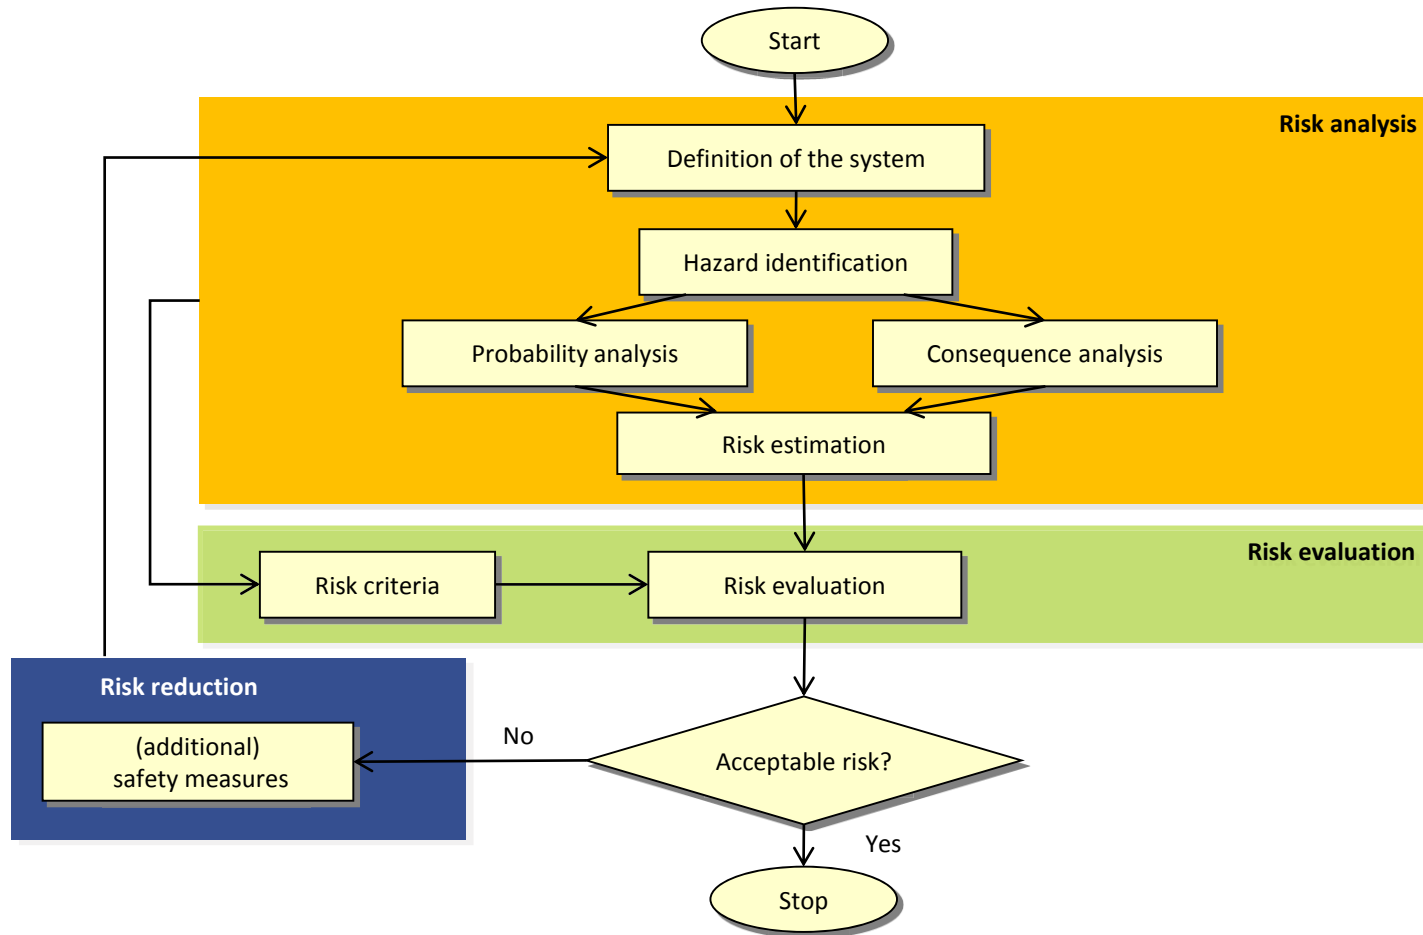 Start
Risk analysis
Definition of the system
Hazard identification
Probability analysis
Consequence analysis
Risk estimation
Risk evaluation
Risk criteria
Risk evaluation
Risk reduction
(additional)
safety measures
No
Acceptable risk?
Yes
Stop